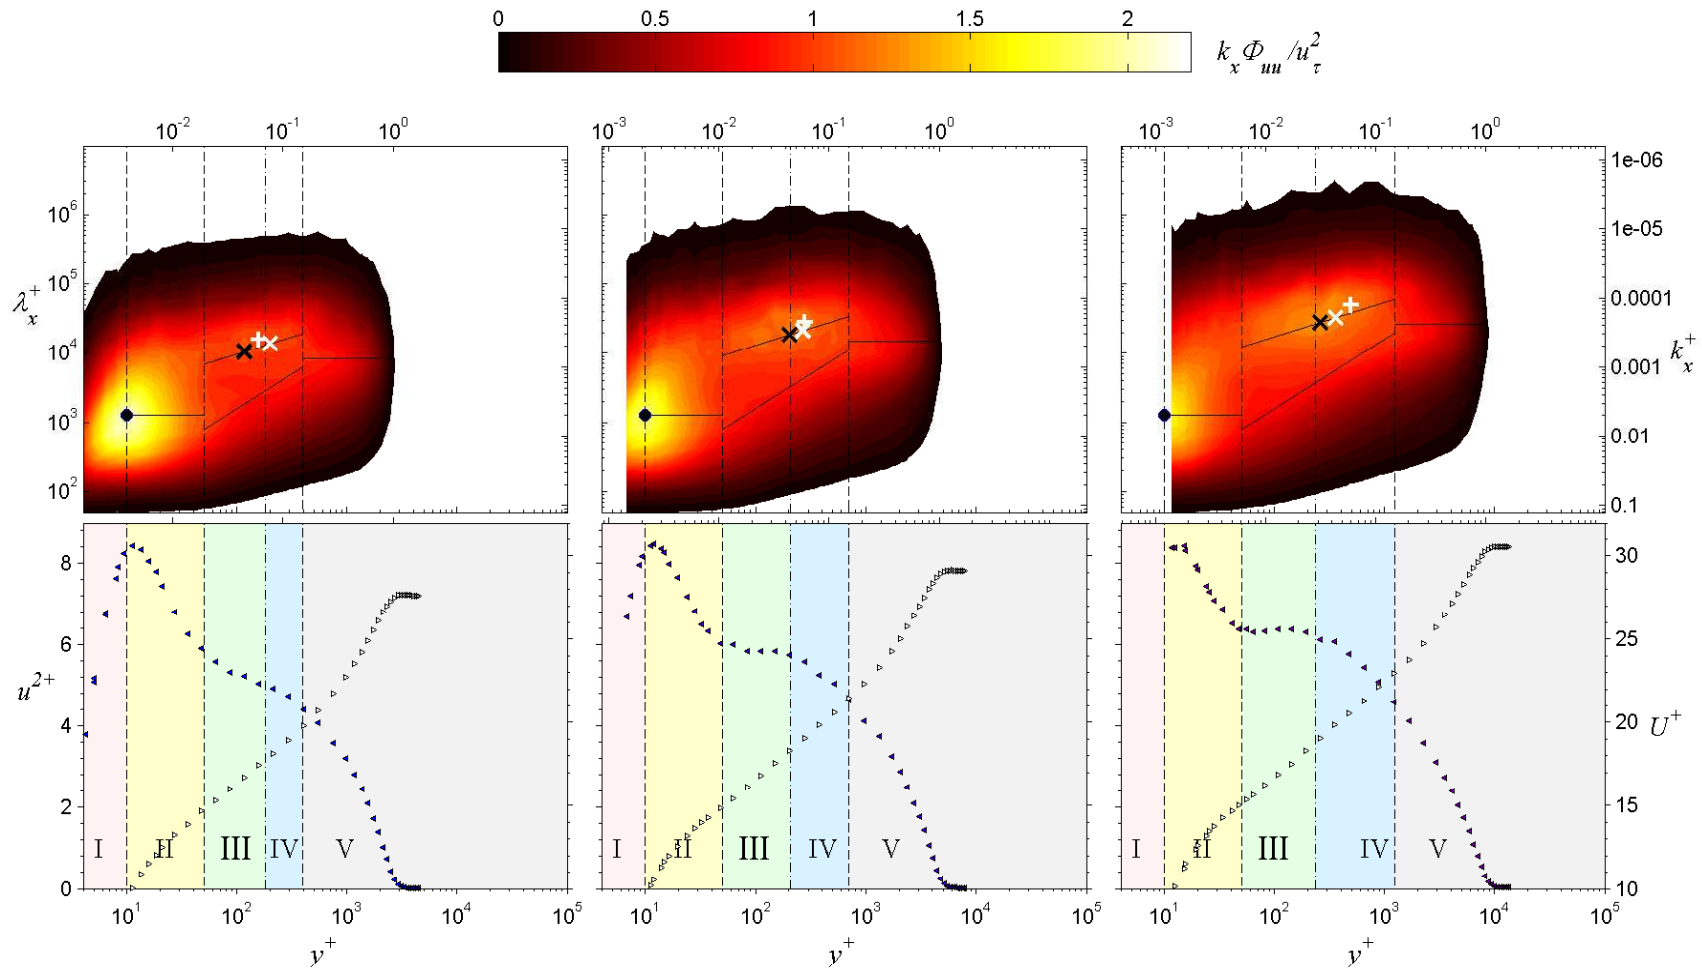 0 0.5 1 1.5 2
k_x Φ_uu /u_τ^2
10^-2 10^-1 10^0 10^-3 10^-2 10^-1 10^0 10^-3 10^-2 10^-1 10^0
1e-06
10^6 1e-05
10^5
λ_x^+ 0.0001
10^4 0.001 k_x^+
10^3
0.01
10^2
0.1
8 30
6 25
u^2+
4 20 U^+
2 15
I II III IV V I II III IV V I II III IV V
0 10
10^1 10^2 10^3 10^4 10^5 10^1 10^2 10^3 10^4 10^5 10^1 10^2 10^3 10^4 10^5
y^+ y^+ y^+